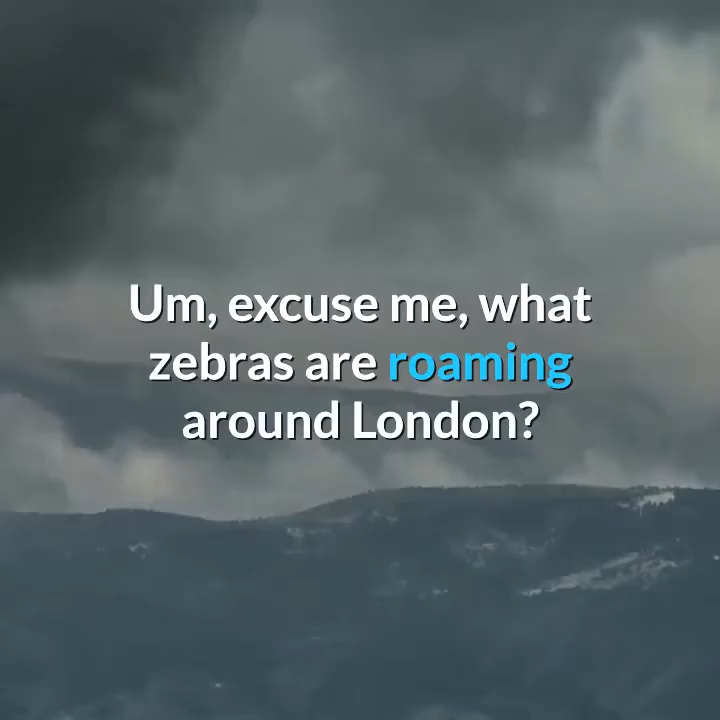 Um, excuse me, what
zebras are roaming
around London?